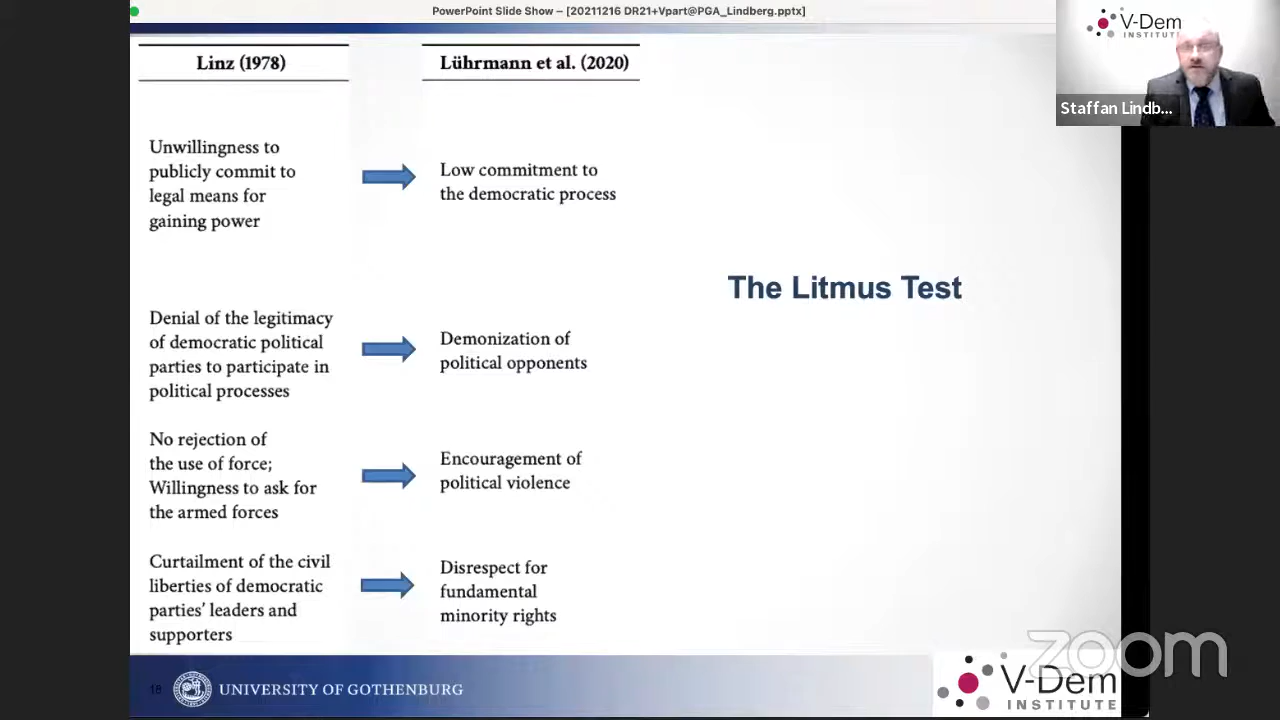 PowerPoint Slide Show – [20211216 DR21+Vpart@PGA_Lindberg.pptx]
V-Dem
INSTITUTE
Staffan Lindb...
Linz (1978)
Lührmann et al. (2020)
Unwillingness to
publicly commit to
legal means for
gaining power
Low commitment to
the democratic process
The Litmus Test
Denial of the legitimacy
of democratic political
parties to participate in
political processes
Demonization of
political opponents
No rejection of
the use of force;
Willingness to ask for
the armed forces
Encouragement of
political violence
Curtailment of the civil
liberties of democratic
parties’ leaders and
supporters
Disrespect for
fundamental
minority rights
zoom
18
UNIVERSITY OF GOTHENBURG
V-Dem
INSTITUTE